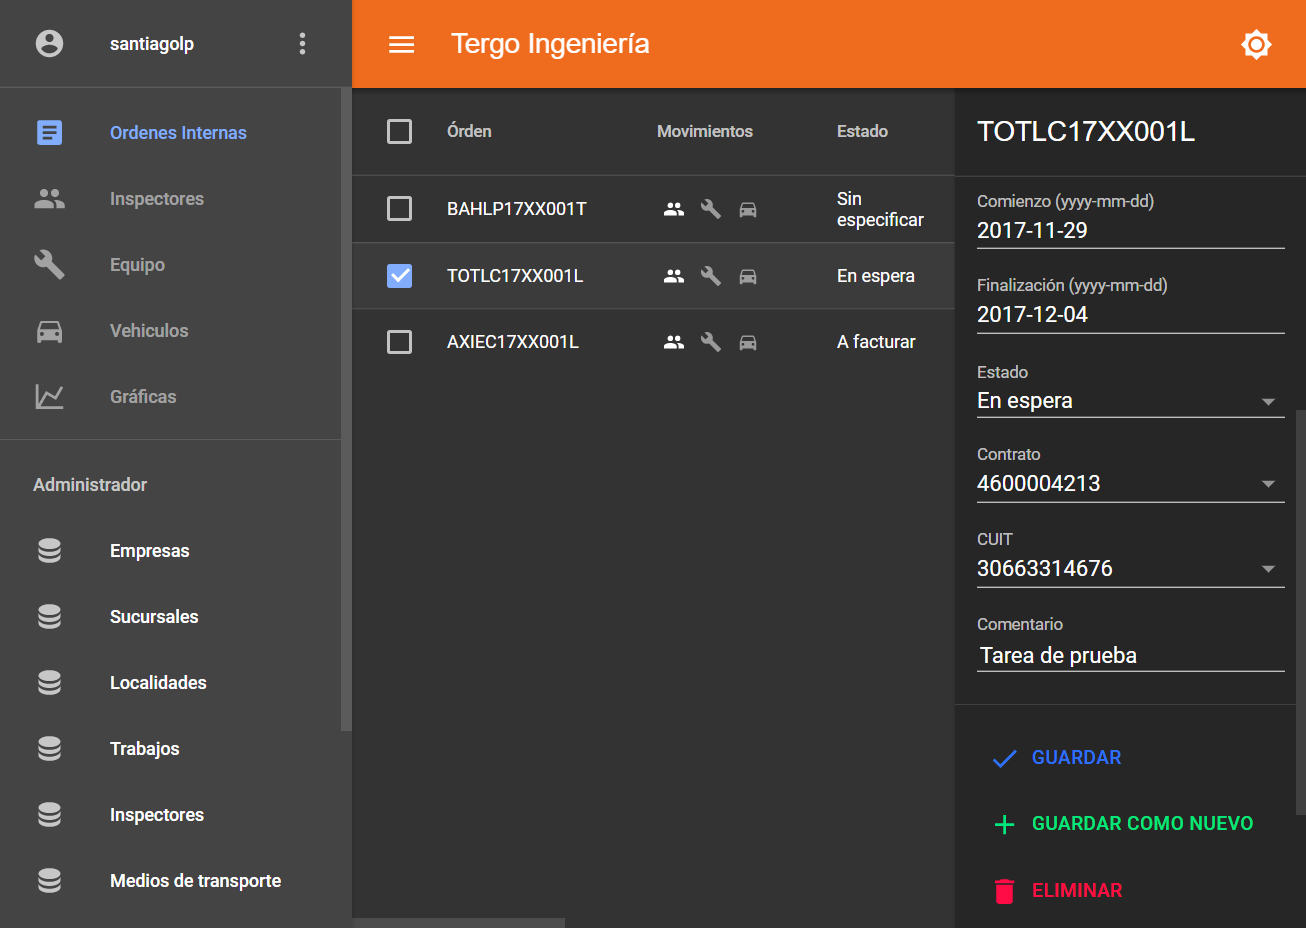 santiagolp
Tergo Ingeniería
Ordenes Internas
Inspectores
Equipo
Vehiculos
Gráficas
Administrador
Empresas
Sucursales
Localidades
Trabajos
Inspectores
Medios de transporte
Órden Movimientos Estado
BAHLP17XX001T Sin
especificar
TOTLC17XX001L En espera
AXIEC17XX001L A facturar
TOTLC17XX001L
Comienzo (yyyy-mm-dd)
2017-11-29
Finalización (yyyy-mm-dd)
2017-12-04
Estado
En espera
Contrato
4600004213
CUIT
30663314676
Comentario
Tarea de prueba
GUARDAR
GUARDAR COMO NUEVO
ELIMINAR